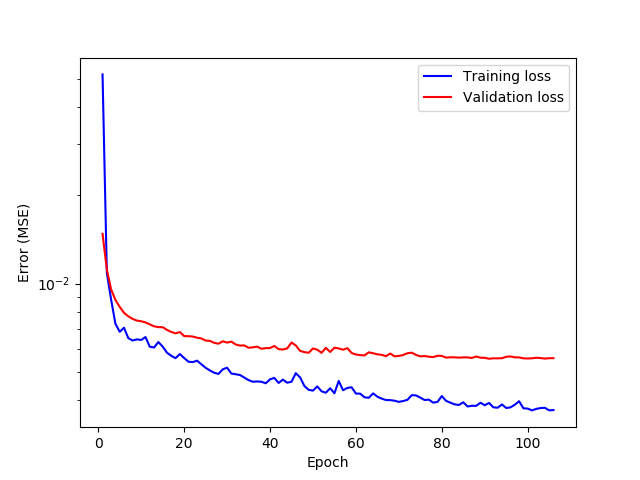 Training loss
Validation loss
Error (MSE)
10⁻²
0 20 40 60 80 100
Epoch